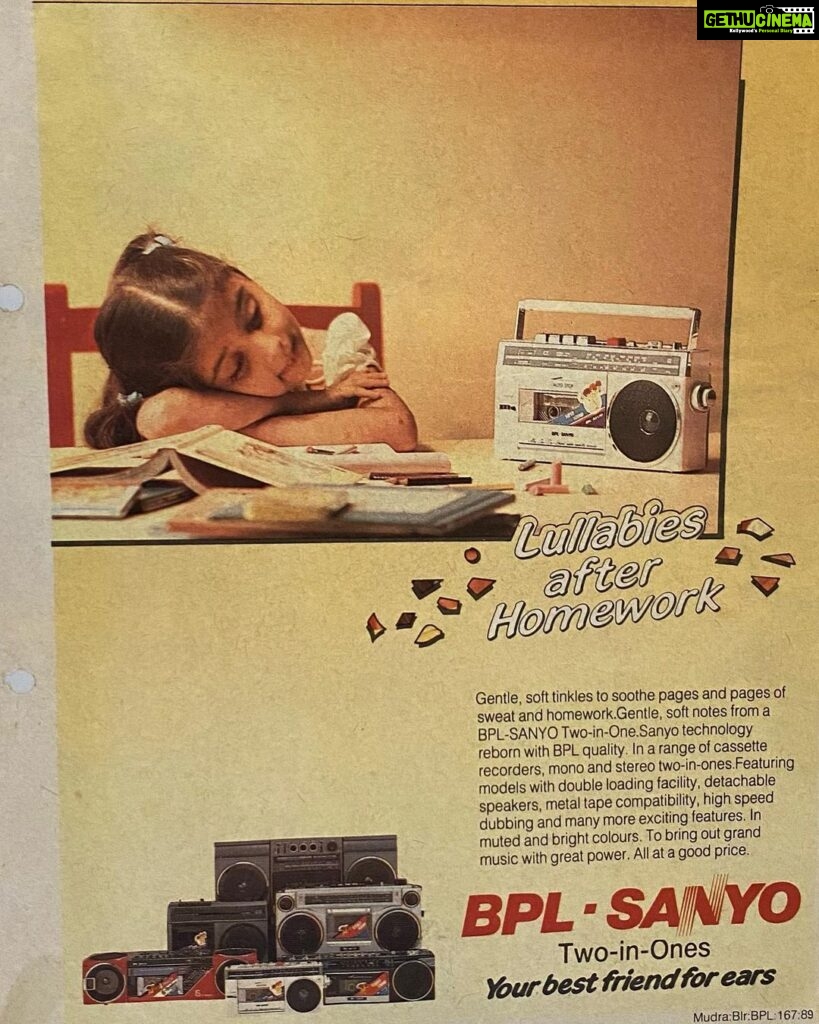 GETHUCINEMA
Kollywood's Personal Diary
AUTO STOP
BPL-SANYO
Lullabies
after
Homework
Gentle, soft tinkles to soothe pages and pages of
sweat and homework.Gentle, soft notes from a
BPL-SANYO Two-in-One.Sanyo technology
reborn with BPL quality. In a range of cassette
recorders, mono and stereo two-in-ones.Featuring
models with double loading facility, detachable
speakers, metal tape compatibility, high speed
dubbing and many more exciting features. In
muted and bright colours. To bring out grand
music with great power. All at a good price.
BPL·SANYO
Two-in-Ones
Your best friend for ears
Mudra:Blr:BPL:167:89